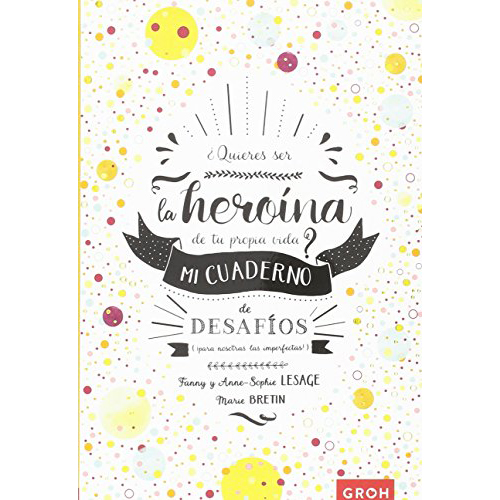 ¿Quieres ser
la heroína
de tu propia vida?
MI CUADERNO
de
DESAFÍOS
(¡para nosotras las imperfectas!)
Fanny y Anne-Sophie LESAGE
Marie BRETIN
GROH